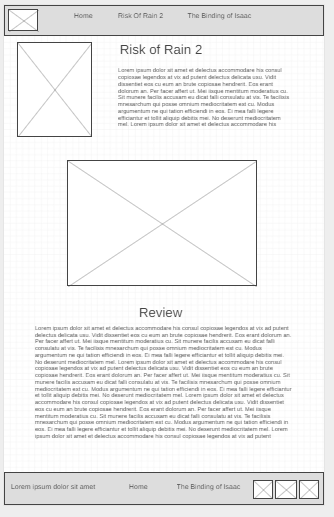 Home Risk Of Rain 2 The Binding of Isaac
Risk of Rain 2
Lorem ipsum dolor sit amet et delectus accommodare his consul
copiosae legendos at vix ad putent delectus delicata usu. Vidit
dissentiet eos cu eum an brute copiosae hendrerit. Eos erant
dolorum an. Per facer affert ut. Mei iisque mentitum moderatius cu.
Sit munere facilis accusam eu dicat falli consulatu at vis. Te facilisis
mnesarchum qui posse omnium mediocritatem est cu. Modus
argumentum ne qui tation efficiendi in eos. Ei mea falli legere
efficiantur et tollit aliquip debitis mei. No deserunt mediocritatem
mel. Lorem ipsum dolor sit amet et delectus accommodare his
Review
Lorem ipsum dolor sit amet et delectus accommodare his consul copiosae legendos at vix ad putent
delectus usu. Vidit dissentiet eos cu eum an brute copiosae hendrerit. Eos erant dolorum an.
Per facer affert ut. Mei iisque mentitum moderatius cu. Sit munere facilis accusam eu dicat falli
consulatu at vis. Te facilisis mnesarchum qui posse omnium mediocritatem est cu. Modus
argumentum ne qui tation efficiendi in eos. Ei mea falli legere efficiantur et tollit aliquip debitis mei.
No deserunt mediocritatem mel. Lorem ipsum dolor sit amet et delectus accommodare his consul
copiosae legendos at vix ad putent delectus delicata usu. Vidit dissentiet eos cu eum an brute
copiosae hendrerit. Eos erant dolorum an. Per facer affert ut. Mei iisque mentitum moderatius cu. Sit
munere facilis accusam eu dicat falli consulatu at vis. Te facilisis mnesarchum qui posse omnium
mediocritatem est cu. Modus argumentum ne qui tation efficiendi in eos. Ei mea falli legere efficiantur
et tollit aliquip debitis mei. No deserunt mediocritatem mel. Lorem ipsum dolor sit amet et delectus
accommodare his consul copiosae legendos at vix ad putent delectus delicata usu. Vidit dissentiet
eos cu eum an brute copiosae hendrerit. Eos erant dolorum an. Per facer affert ut. Mei iisque
mentitum moderatius cu. Sit munere facilis accusam eu dicat falli consulatu at vis. Te facilisis
mnesarchum qui posse omnium mediocritatem est cu. Modus argumentum ne qui tation efficiendi in
eos. Ei mea falli legere efficiantur et tollit aliquip debitis mei. No deserunt mediocritatem mel. Lorem
ipsum dolor sit amet et delectus accommodare his consul copiosae legendos at vix ad putent
Lorem ipsum dolor sit amet Home The Binding of Isaac